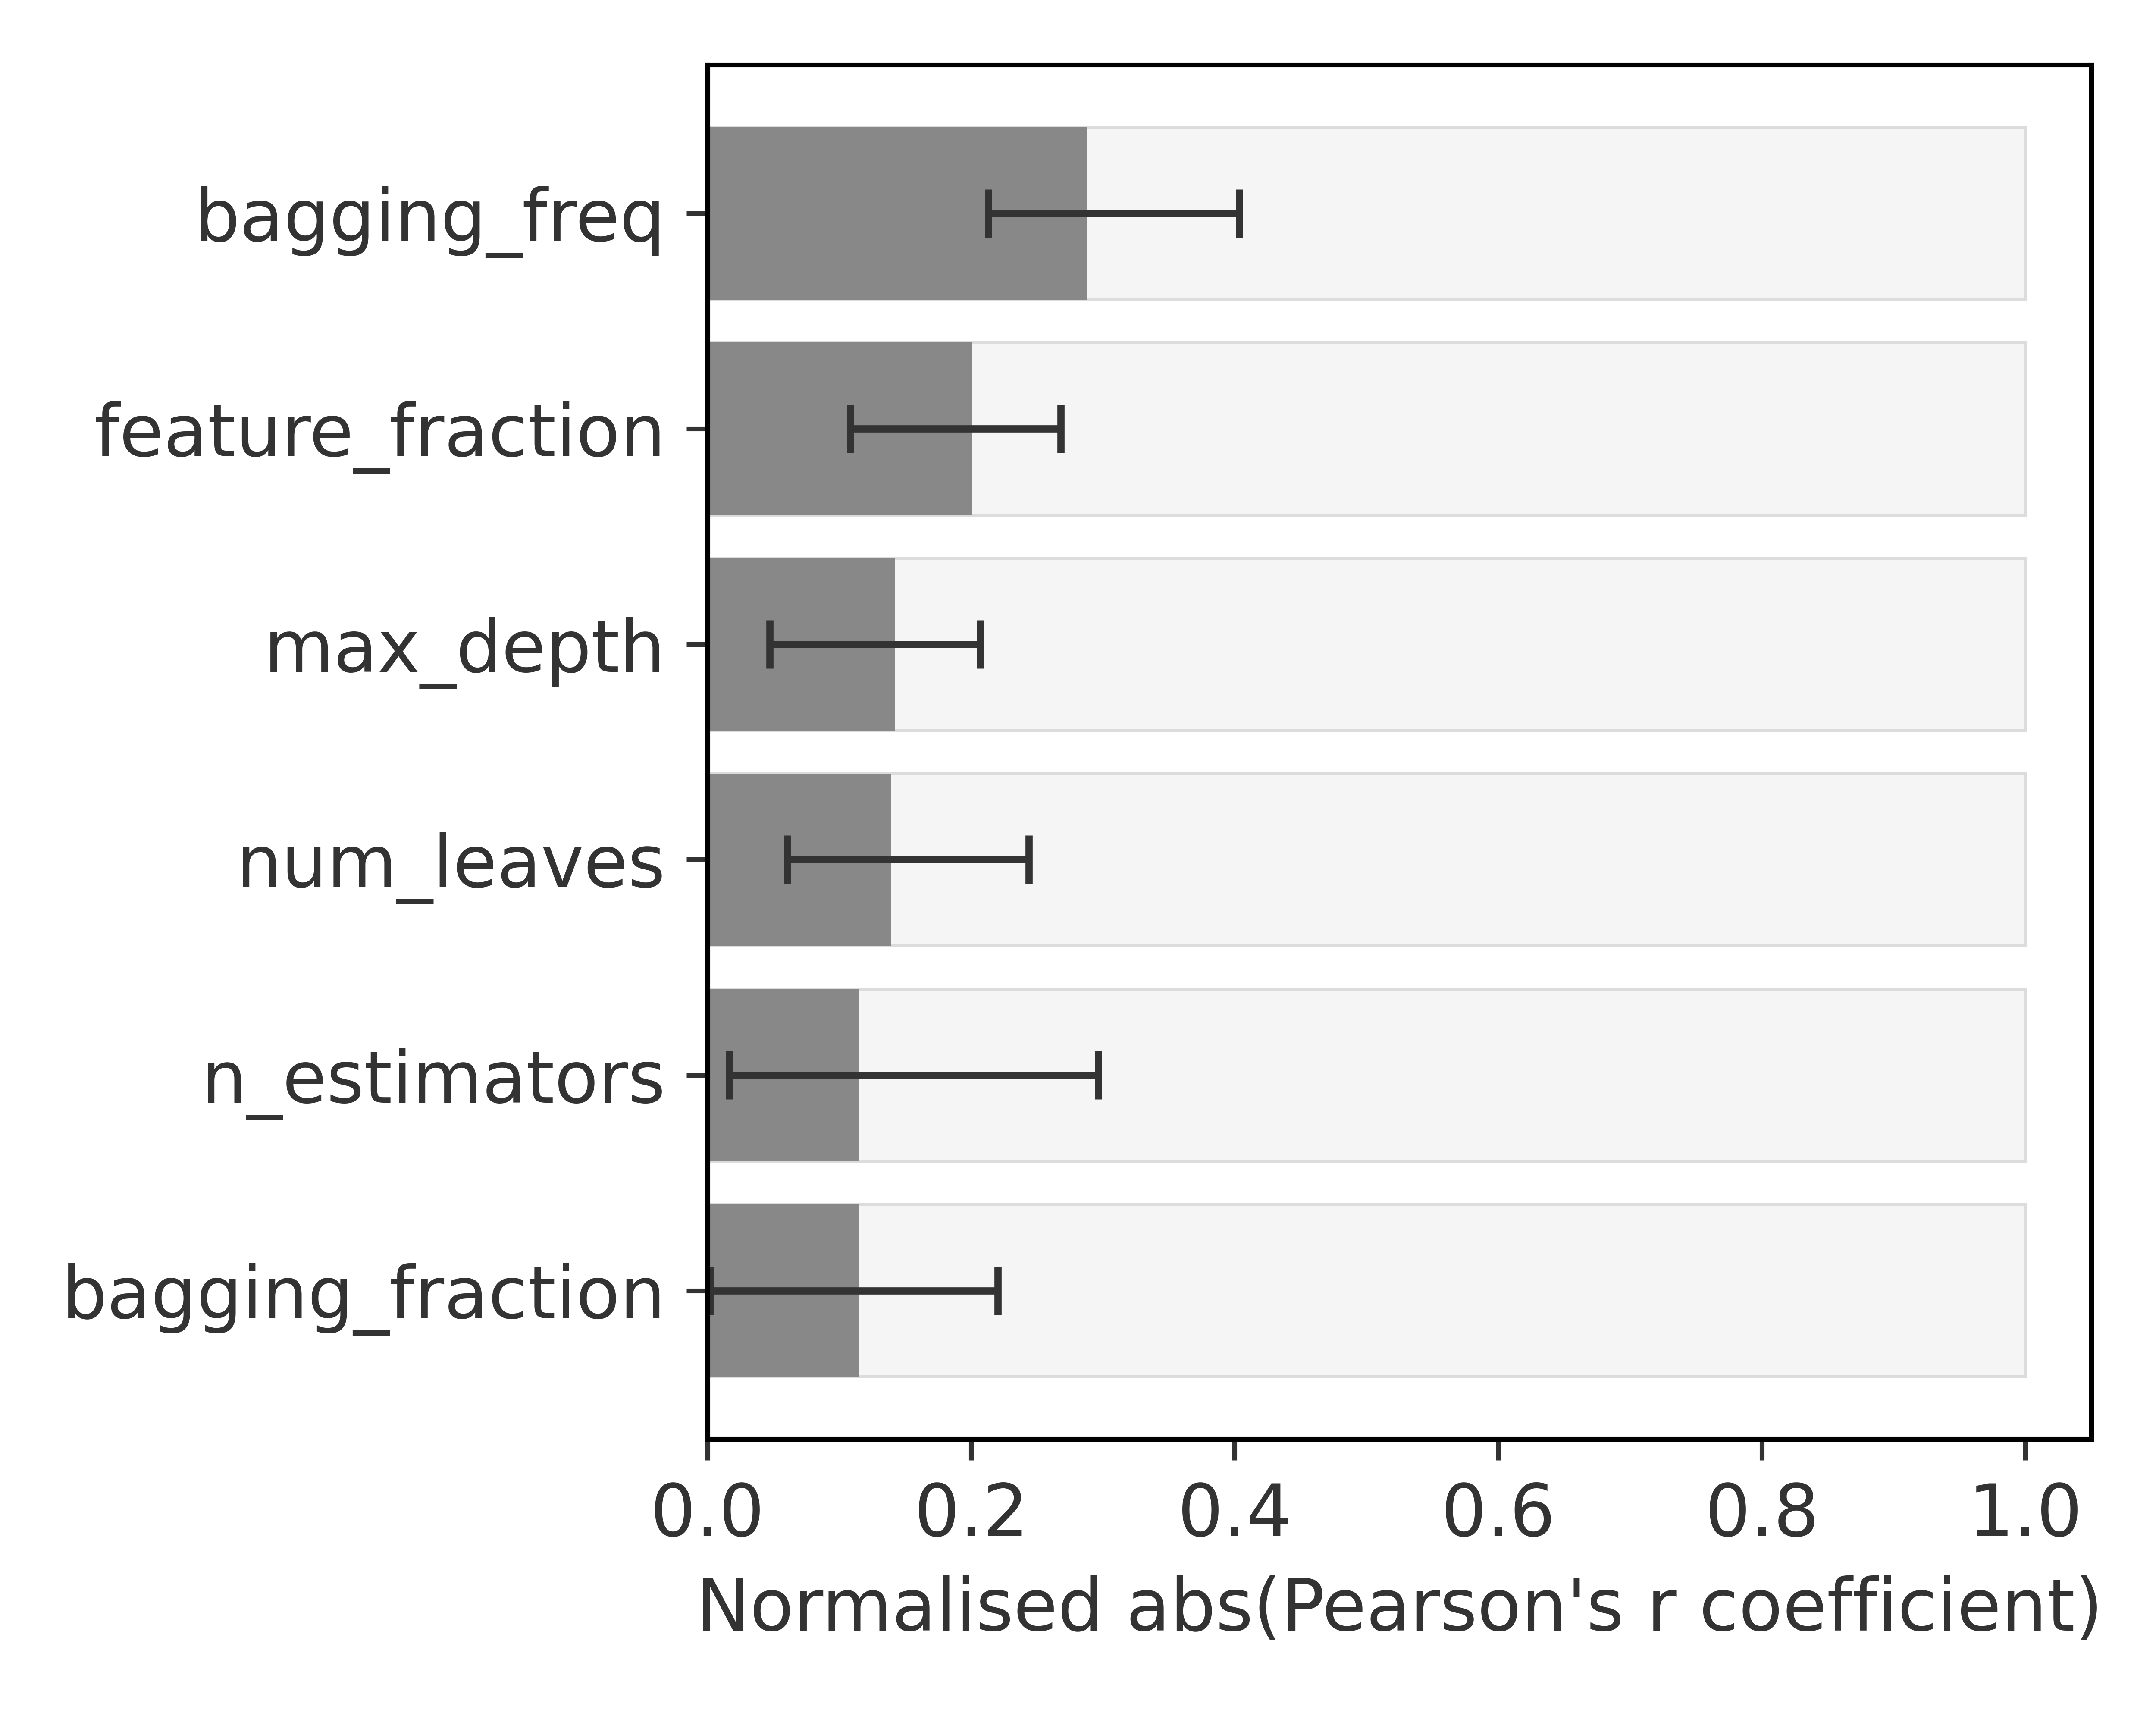 bagging_freq
feature_fraction
max_depth
num_leaves
n_estimators
bagging_fraction
0.0 0.2 0.4 0.6 0.8 1.0
Normalised abs(Pearson's r coefficient)